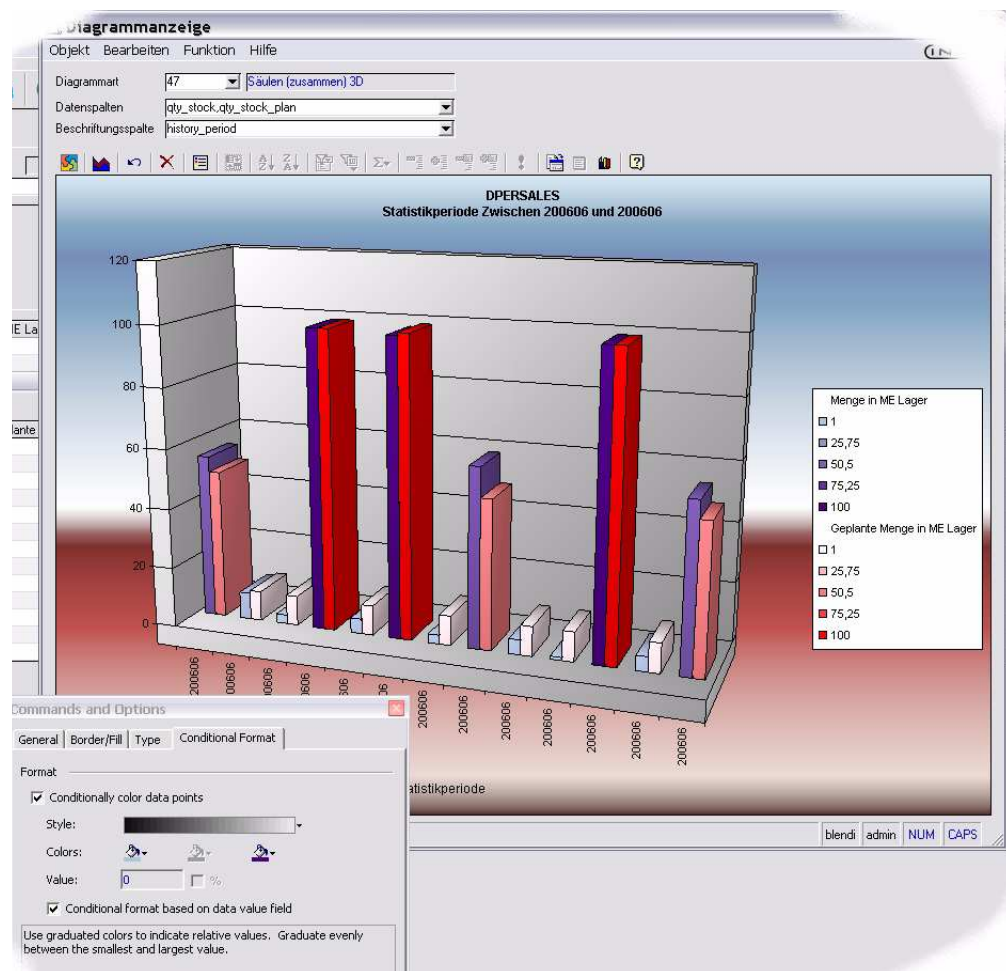 Diagrammanzeige
Objekt Bearbeiten Funktion Hilfe
Diagrammart 47 Säulen (zusammen) 3D
Datenspalten qty_stock,qty_stock_plan
Beschriftungsspalte history_period
DPERSALES
Statistikperiode Zwischen 200606 und 200606
120
100
80
60
40
20
0
ME La
lante
Menge in ME Lager
1
25,75
50,5
75,25
100
Geplante Menge in ME Lager
1
25,75
50,5
75,25
100
200606
200606
200606
200606
200606
200606
200606
200606
200606
200606
200606
atistikperiode
blendi admin NUM CAPS
Commands and Options
General Border/Fill Type Conditional Format
Format
Conditionally color data points
Style:
Colors:
Value: 0 %
Conditional format based on data value field
Use graduated colors to indicate relative values. Graduate evenly
between the smallest and largest value.